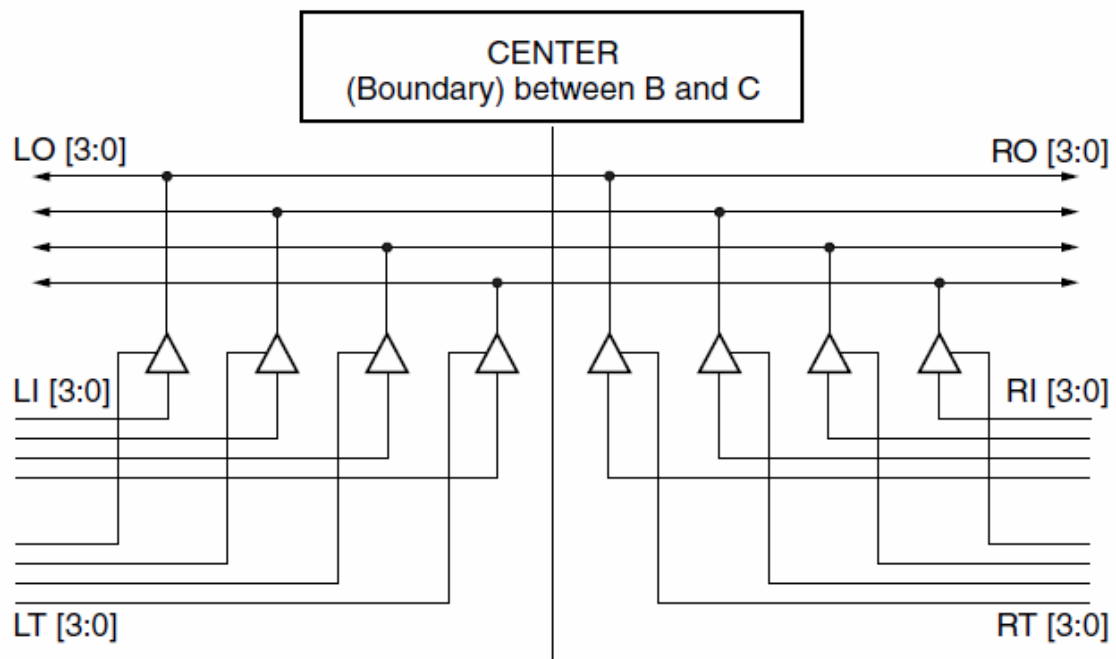 CENTER
(Boundary) between B and C
LO [3:0]
RO [3:0]
LI [3:0]
RI [3:0]
LT [3:0]
RT [3:0]